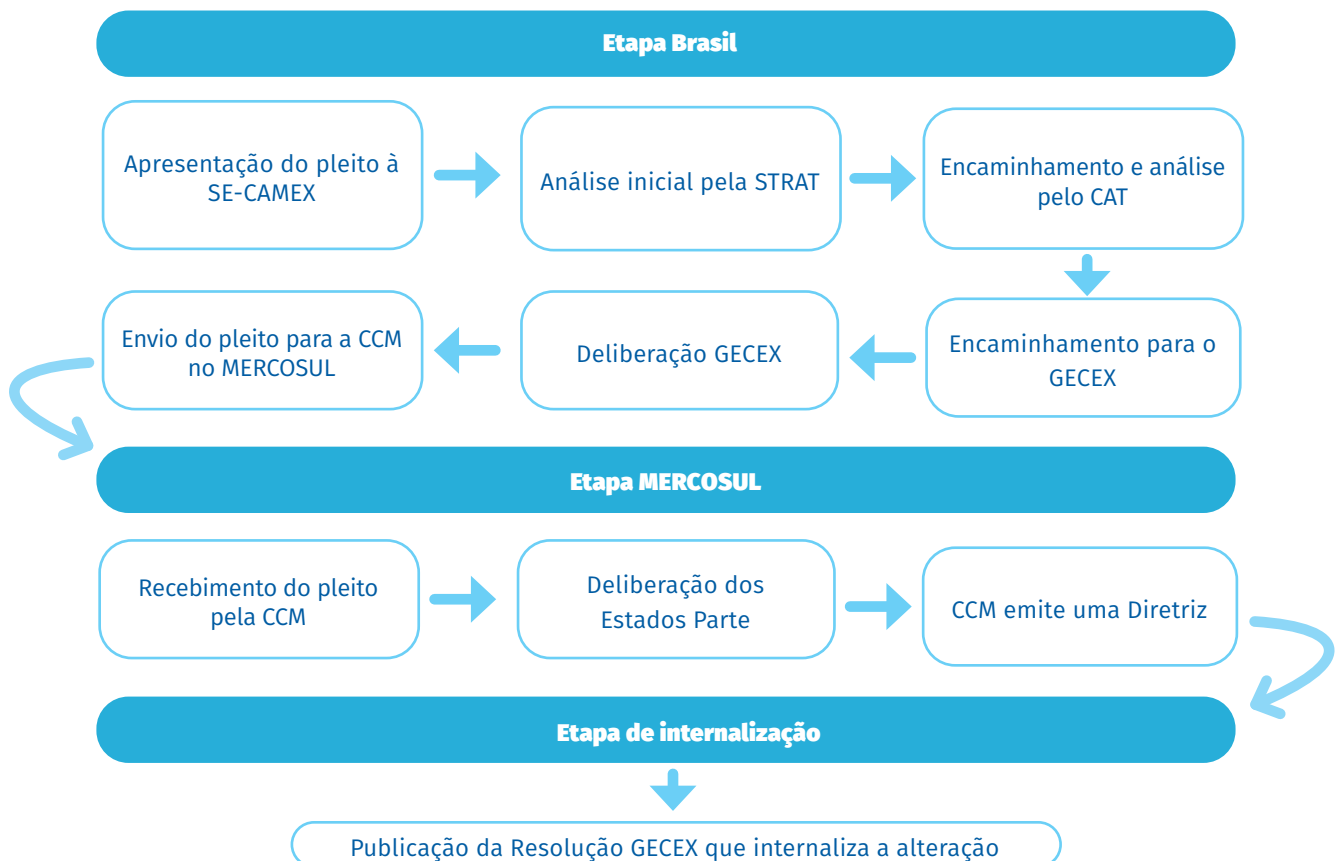 Etapa Brasil
Apresentação do pleito à
SE-CAMEX
Análise inicial pela STRAT
Encaminhamento e análise
pelo CAT
Encaminhamento para o
GECEX
Deliberação GECEX
Envio do pleito para a CCM
no MERCOSUL
Etapa MERCOSUL
Recebimento do pleito
pela CCM
Deliberação dos
Estados Parte
CCM emite uma Diretriz
Etapa de internalização
Publicação da Resolução GECEX que internaliza a alteração